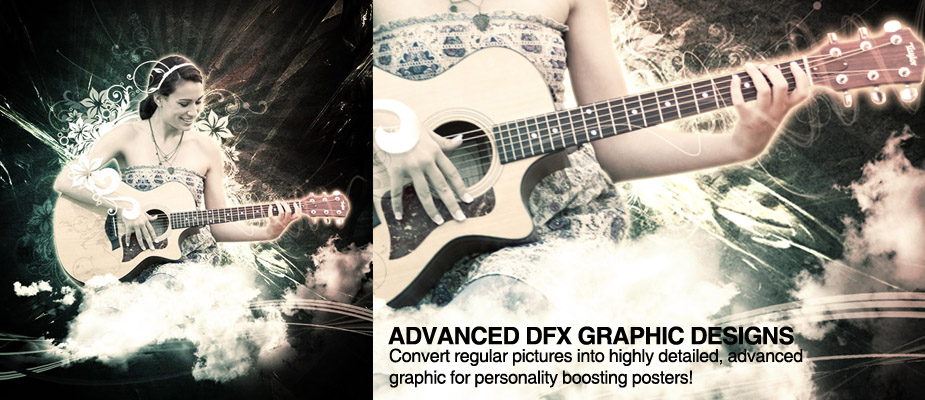 ADVANCED DFX GRAPHIC DESIGNS
Convert regular pictures into highly detailed, advanced
graphic for personality boosting posters!